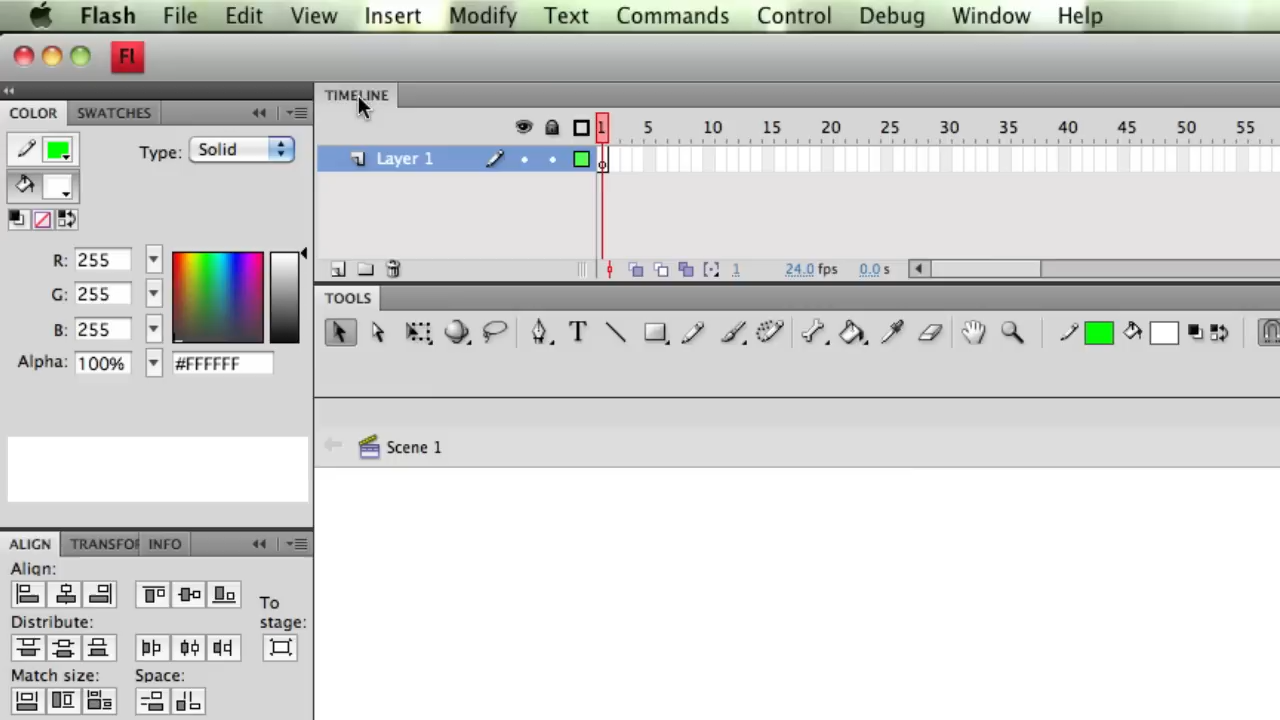 Flash File Edit View Insert Modify Text Commands Control Debug Window Help
Fl
TIMELINE
COLOR SWATCHES
Type: Solid
1 5 10 15 20 25 30 35 40 45 50 55
Layer 1
R: 255
G: 255
B: 255
Alpha: 100% #FFFFFF
1 24.0 fps 0.0 s
TOOLS
T
Scene 1
ALIGN TRANSFO INFO
Align:
To
stage:
Distribute:
Match size: Space: